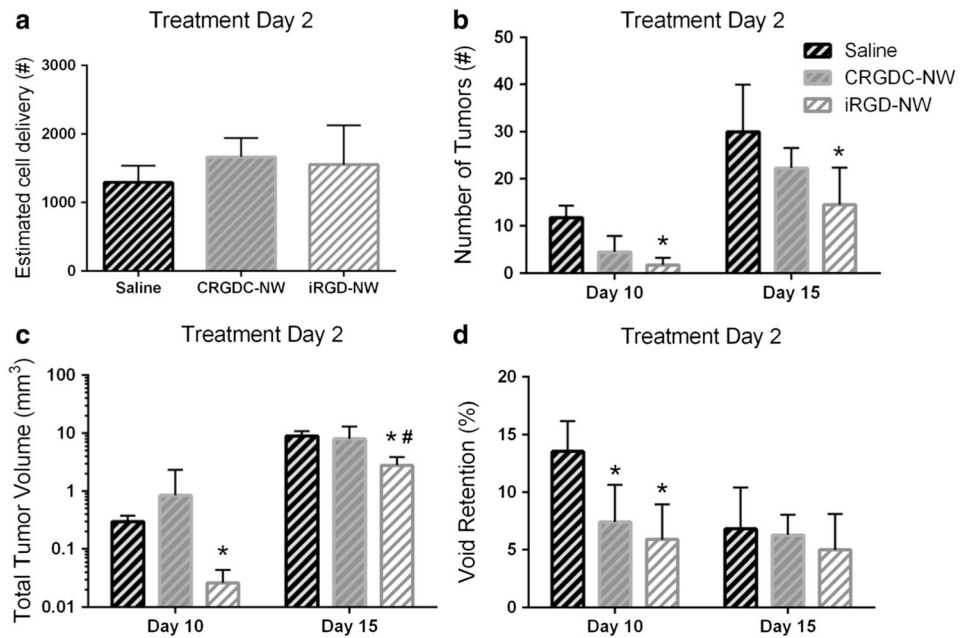 a
Treatment Day 2
Estimated cell delivery (#)
3000
2000
1000
0
Saline
CRGDC-NW
iRGD-NW
b
Treatment Day 2
Number of Tumors (#)
50
40
30
20
10
0
Saline
CRGDC-NW
iRGD-NW
*
*
Day 10
Day 15
c
Treatment Day 2
Total Tumor Volume (mm³)
100
10
1
0.1
0.01
*
* #
Day 10
Day 15
d
Treatment Day 2
Void Retention (%)
20
15
10
5
0
*
*
Day 10
Day 15